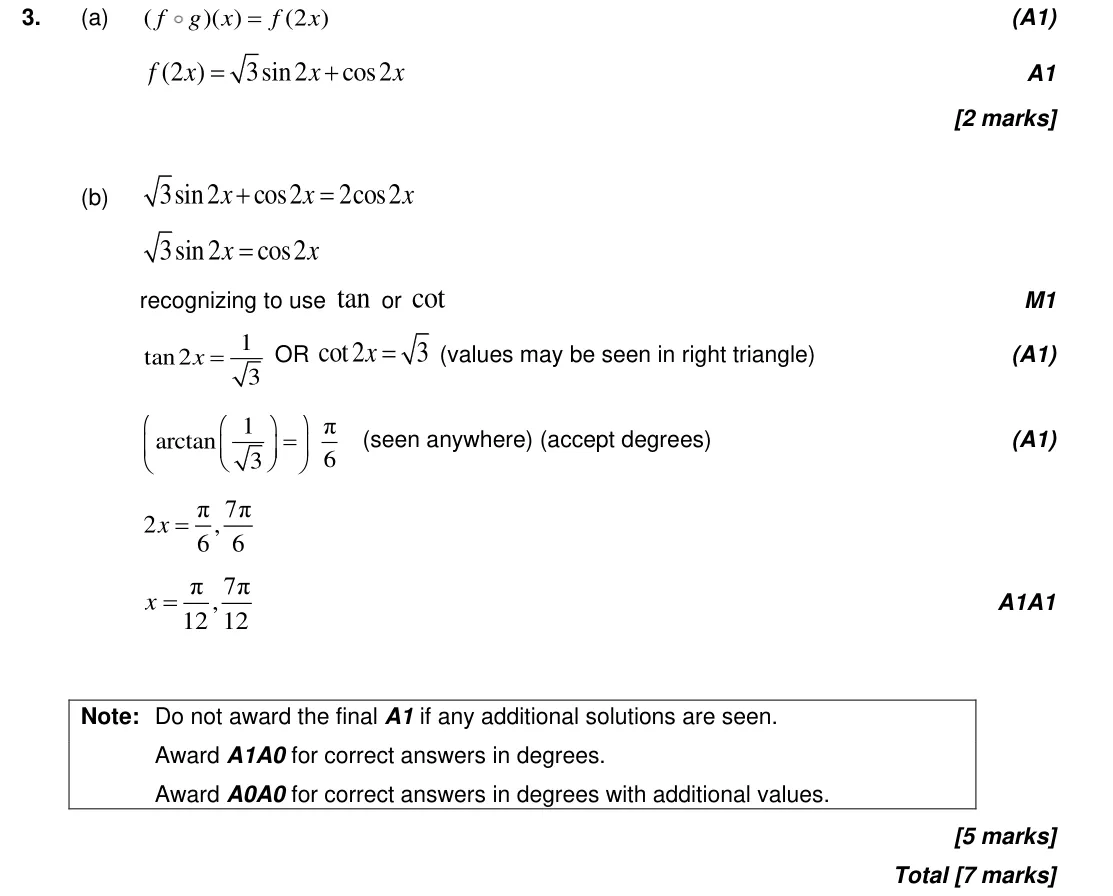 3. (a) (f ∘ g)(x) = f(2x) (A1)
f(2x) = √3 sin 2x + cos 2x A1
[2 marks]
(b) √3 sin 2x + cos 2x = 2cos 2x
√3 sin 2x = cos 2x
recognizing to use tan or cot M1
tan 2x = 1/√3 OR cot 2x = √3 (values may be seen in right triangle) (A1)
(arctan(1/√3) =) π/6 (seen anywhere) (accept degrees) (A1)
2x = π/6, 7π/6
x = π/12, 7π/12 A1A1
Note: Do not award the final A1 if any additional solutions are seen.
Award A1A0 for correct answers in degrees.
Award A0A0 for correct answers in degrees with additional values.
[5 marks]
Total [7 marks]